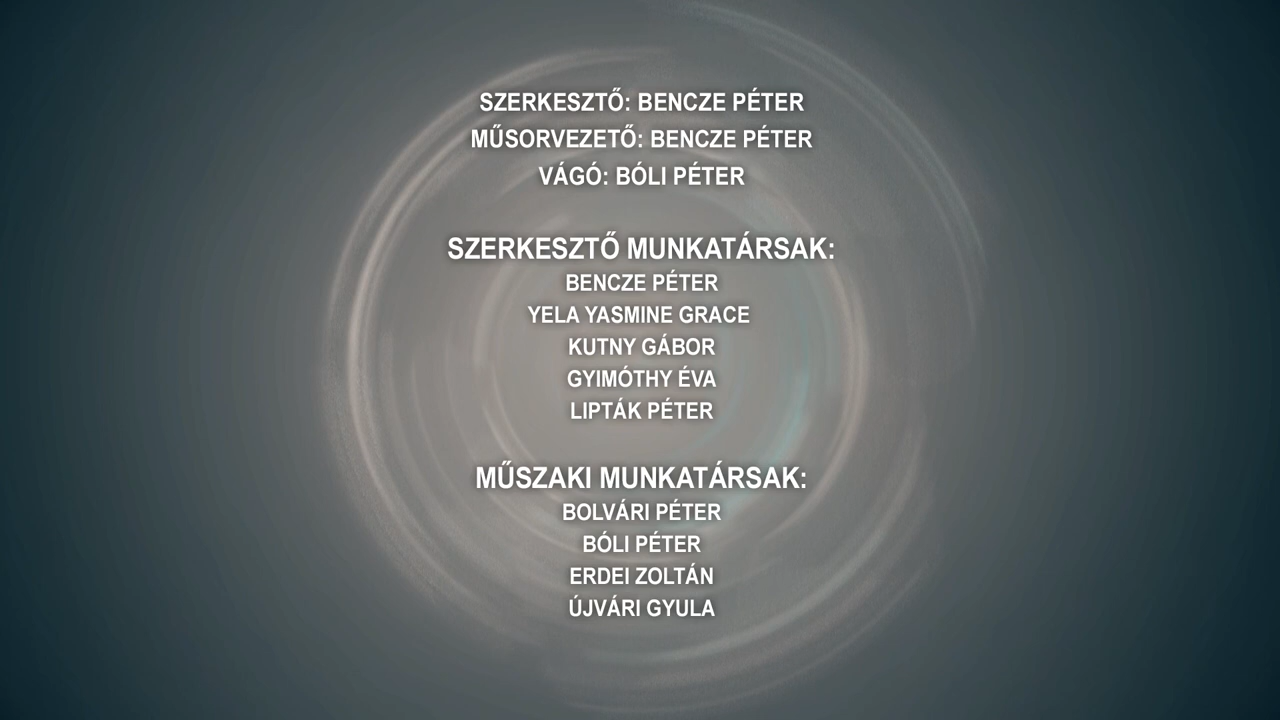 SZERKESZTŐ: BENCZE PÉTER
MŰSORVEZETŐ: BENCZE PÉTER
VÁGÓ: BÓLI PÉTER
SZERKESZTŐ MUNKATÁRSAK:
BENCZE PÉTER
YELA YASMINE GRACE
KUTNY GÁBOR
GYIMÓTHY ÉVA
LIPTÁK PÉTER
MŰSZAKI MUNKATÁRSAK:
BOLVÁRI PÉTER
BÓLI PÉTER
ERDEI ZOLTÁN
ÚJVÁRI GYULA